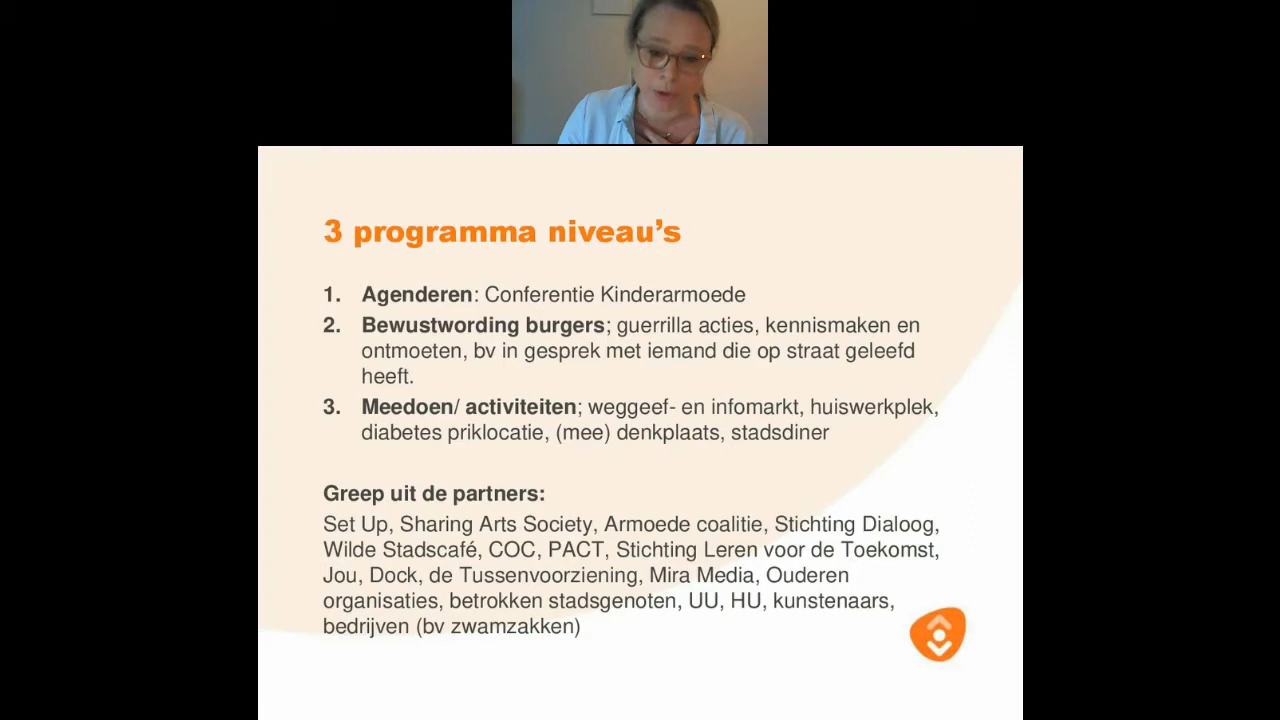 3 programma niveau’s
1. Agenderen: Conferentie Kinderarmoede
2. Bewustwording burgers; guerrilla acties, kennismaken en
ontmoeten, bv in gesprek met iemand die op straat geleefd
heeft.
3. Meedoen/ activiteiten; weggeef- en infomarkt, huiswerkplek,
diabetes priklocatie, (mee) denkplaats, stadsdiner
Greep uit de partners:
Set Up, Sharing Arts Society, Armoede coalitie, Stichting Dialoog,
Wilde Stadscafé, COC, PACT, Stichting Leren voor de Toekomst,
Jou, Dock, de Tussenvoorziening, Mira Media, Ouderen
organisaties, betrokken stadsgenoten, UU, HU, kunstenaars,
bedrijven (bv zwamzakken)